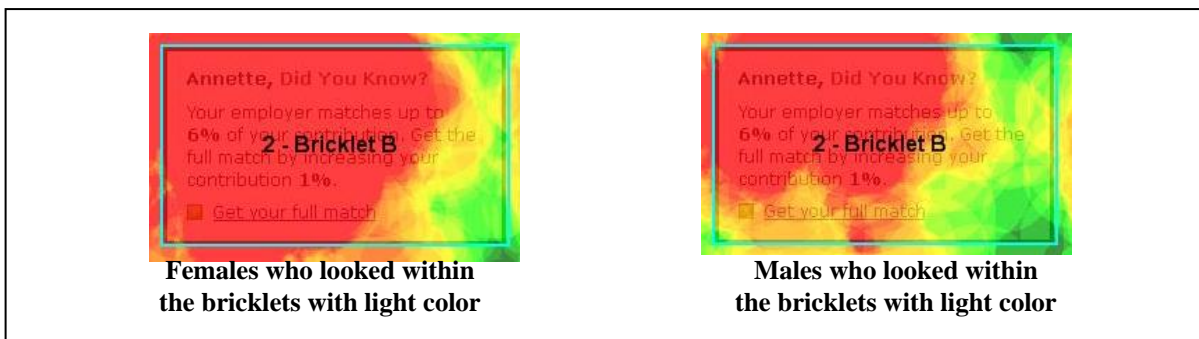 Annette, Did You Know?
Your employer matches up to
6% of your contribution. Get the
full match by increasing your
contribution 1%.
2 - Bricklet B
Get your full match
Females who looked within
the bricklets with light color
Annette, Did You Know?
Your employer matches up to
6% of your contribution. Get the
full match by increasing your
contribution 1%.
2 - Bricklet B
Get your full match
Males who looked within
the bricklets with light color